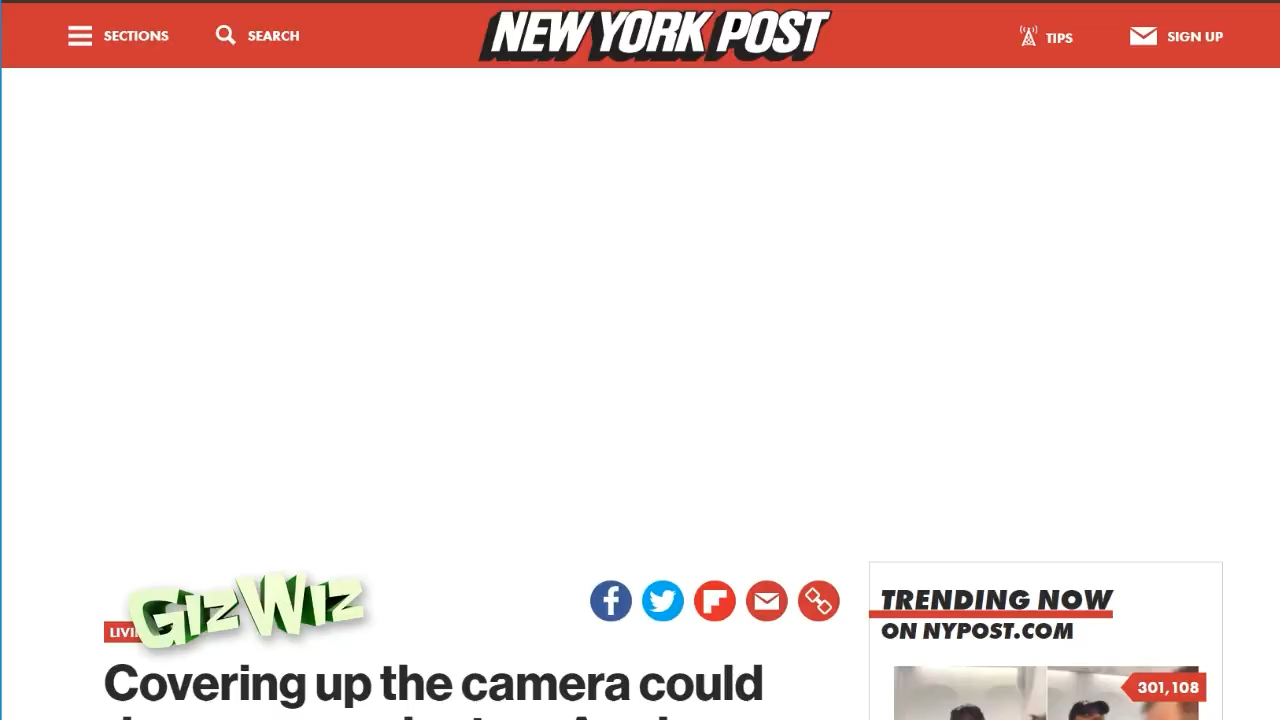 SECTIONS
SEARCH
NEW YORK POST
TIPS
SIGN UP
GIZWIZ
Covering up the camera could
TRENDING NOW
ON NYPOST.COM
301,108